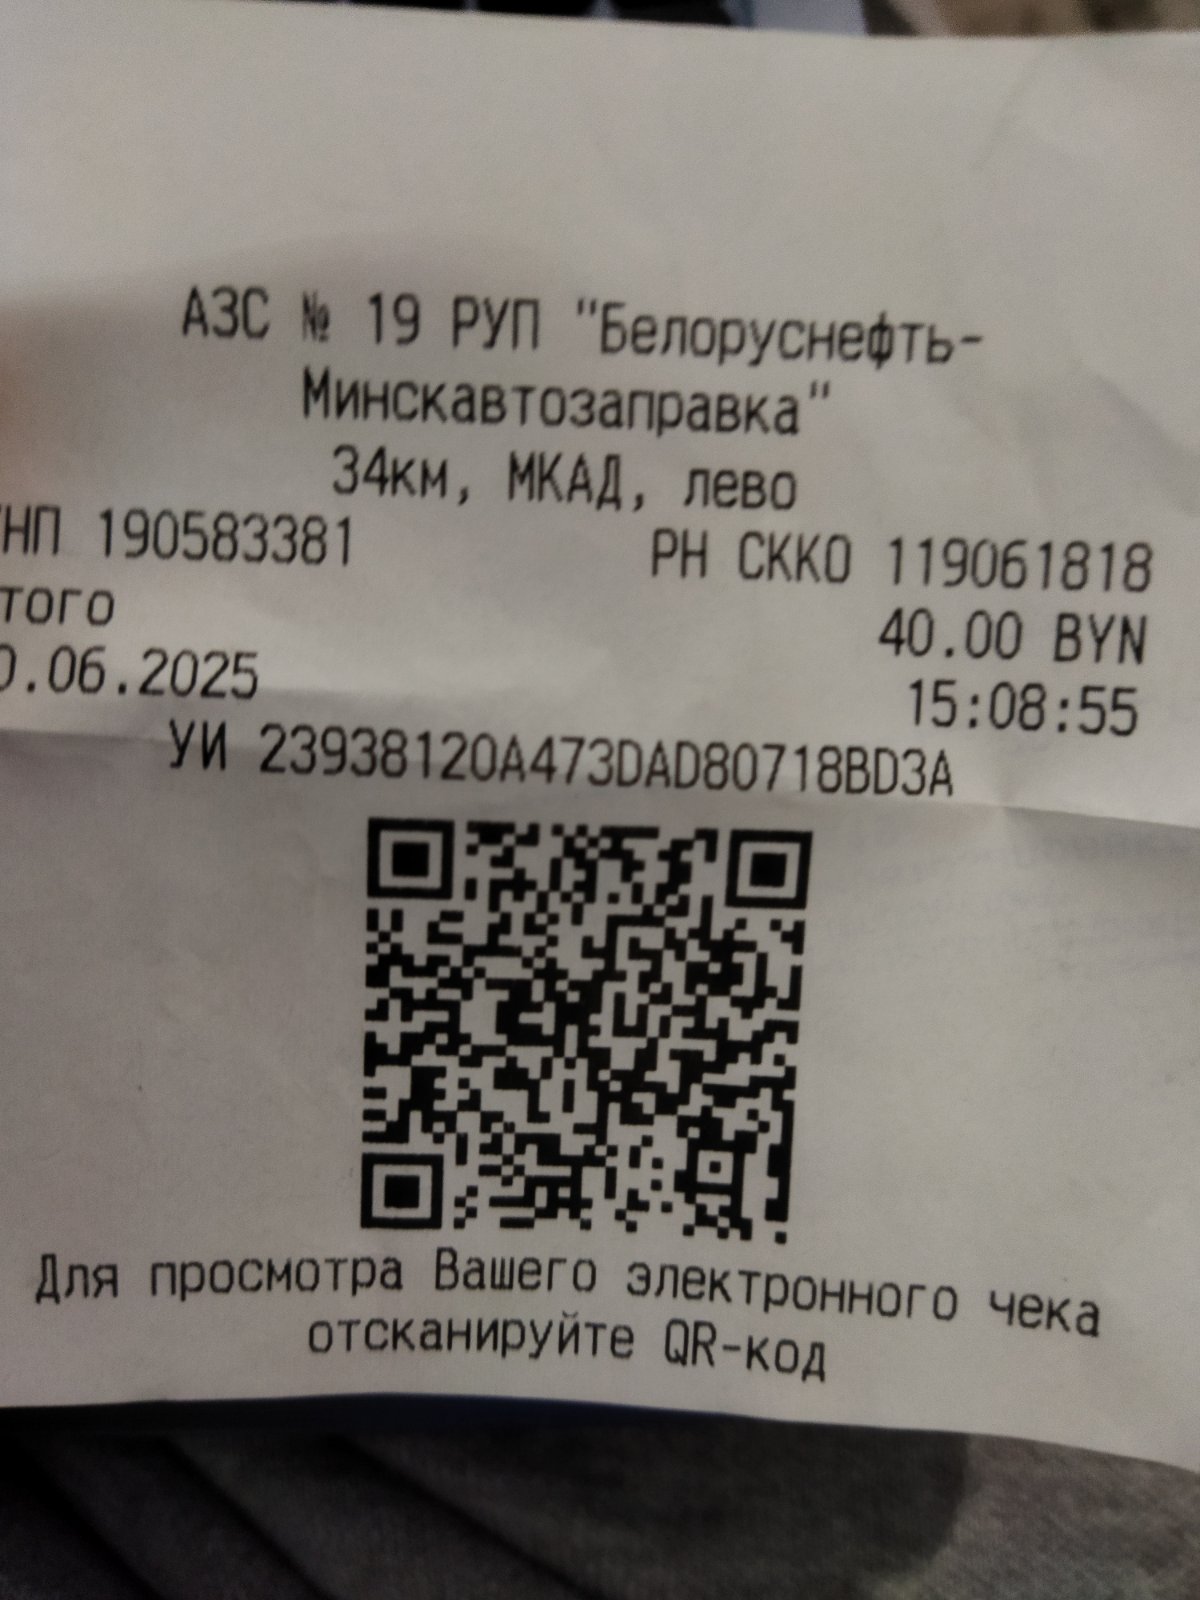 АЗС № 19 РУП "Белоруснефть-
Минскавтозаправка"
34км, МКАД, лево
НП 190583381 РН СККО 119061818
того 40.00 BYN
0.06.2025 15:08:55
УИ 23938120A473DAD80718BD3A
Для просмотра Вашего электронного чека
отсканируйте QR-код